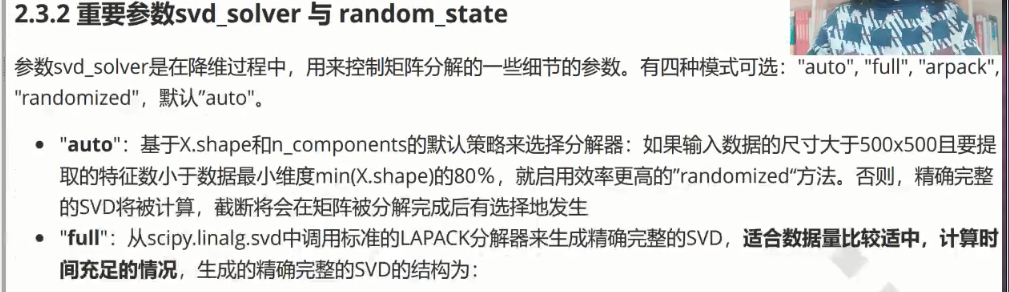 2.3.2 重要参数svd_solver 与 random_state
参数svd_solver是在降维过程中，用来控制矩阵分解的一些细节的参数。有四种模式可选："auto", "full", "arpack",
"randomized"，默认”auto"。
• "auto"：基于X.shape和n_components的默认策略来选择分解器：如果输入数据的尺寸大于500x500且要提
取的特征数小于数据最小维度min(X.shape)的80%，就启用效率更高的”randomized“方法。否则，精确完整
的SVD将被计算，截断将会在矩阵被分解完成后有选择地发生
• "full"：从scipy.linalg.svd中调用标准的LAPACK分解器来生成精确完整的SVD，适合数据量比较适中，计算时
间充足的情况，生成的精确完整的SVD的结构为：